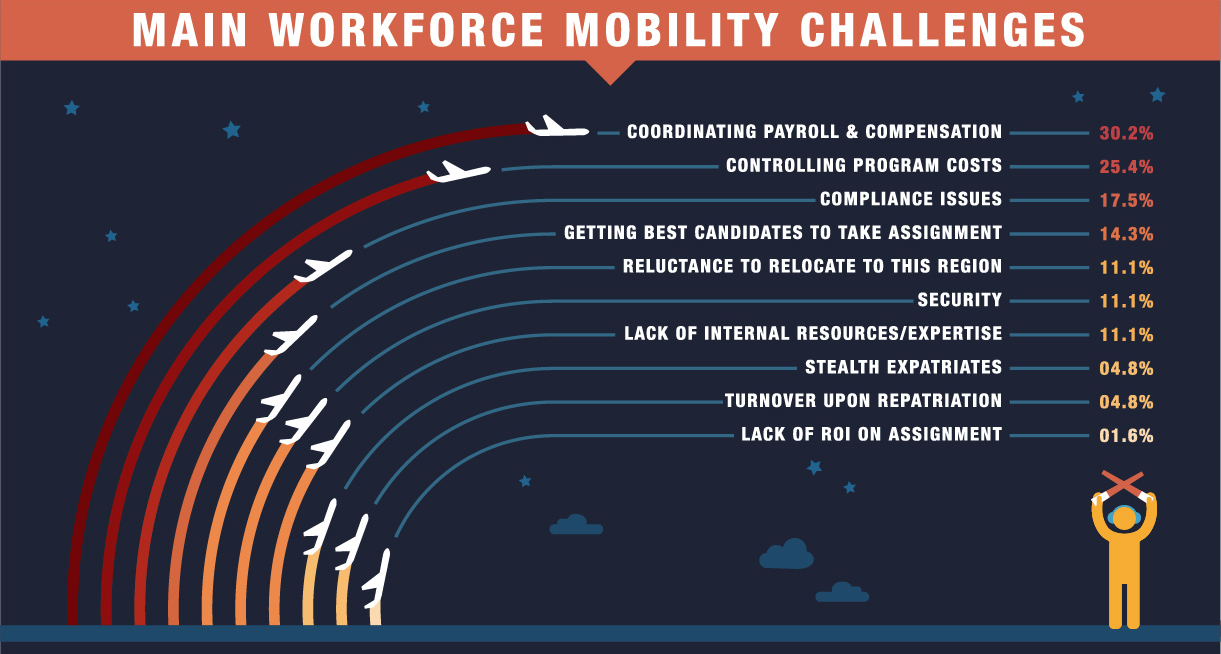 MAIN WORKFORCE MOBILITY CHALLENGES
COORDINATING PAYROLL & COMPENSATION 30.2%
CONTROLLING PROGRAM COSTS 25.4%
COMPLIANCE ISSUES 17.5%
GETTING BEST CANDIDATES TO TAKE ASSIGNMENT 14.3%
RELUCTANCE TO RELOCATE TO THIS REGION 11.1%
SECURITY 11.1%
LACK OF INTERNAL RESOURCES/EXPERTISE 11.1%
STEALTH EXPATRIATES 04.8%
TURNOVER UPON REPATRIATION 04.8%
LACK OF ROI ON ASSIGNMENT 01.6%